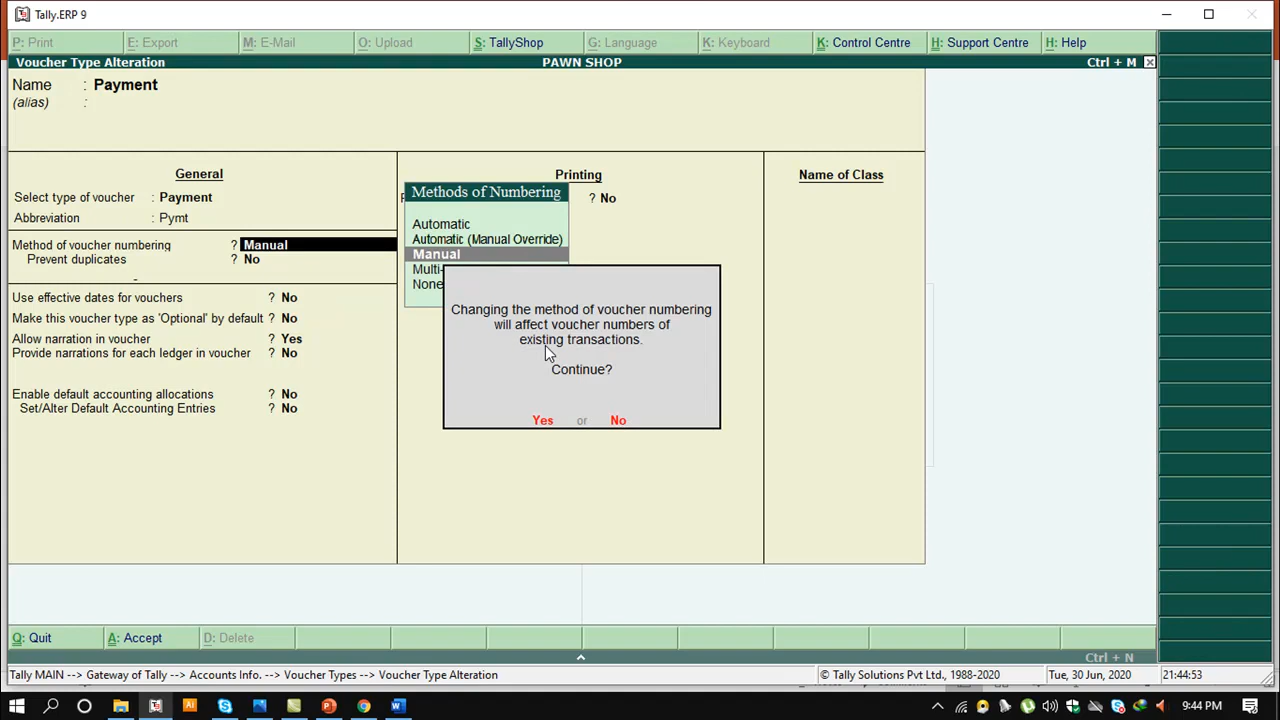 Tally.ERP 9
P: Print
E: Export
M: E-Mail
O: Upload
S: TallyShop
G: Language
K: Keyboard
K: Control Centre
H: Support Centre
H: Help
Voucher Type Alteration
PAWN SHOP
Ctrl + M
Name : Payment
(alias) :
General
Select type of voucher : Payment
Abbreviation : Pymt
Method of voucher numbering ? Manual
Prevent duplicates ? No
Use effective dates for vouchers ? No
Make this voucher type as 'Optional' by default ? No
Allow narration in voucher ? Yes
Provide narrations for each ledger in voucher ? No
Enable default accounting allocations ? No
Set/Alter Default Accounting Entries ? No
Printing
? No
Methods of Numbering
Automatic
Automatic (Manual Override)
Manual
Multi-
None
Changing the method of voucher numbering
will affect voucher numbers of
existing transactions.
Continue?
Yes or No
Name of Class
Q: Quit
A: Accept
D: Delete
Ctrl + N
Tally MAIN --> Gateway of Tally --> Accounts Info. --> Voucher Types --> Voucher Type Alteration
© Tally Solutions Pvt Ltd., 1988-2020
Tue, 30 Jun, 2020
21:44:53
9:44 PM